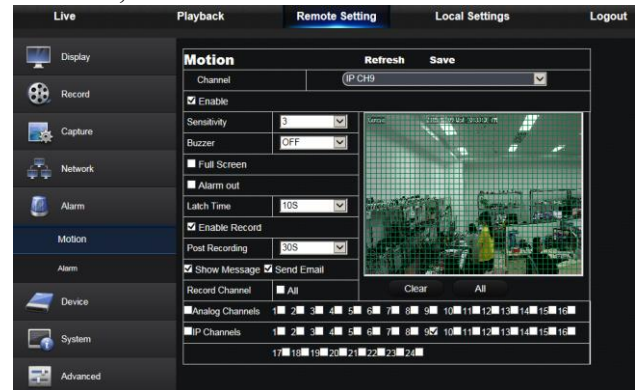 Live Playback Remote Setting Local Settings Logout
Display
Record
Capture
Network
Alarm
Motion
Alarm
Device
System
Advanced
Motion Refresh Save
Channel IP CH9
Enable
Sensitivity 3
Buzzer OFF
Full Screen
Alarm out
Latch Time 10S
Enable Record
Post Recording 30S
Show Message Send Email
Record Channel All
Clear All
Analog Channels 1 2 3 4 5 6 7 8 9 10 11 12 13 14 15 16
IP Channels 1 2 3 4 5 6 7 8 9 10 11 12 13 14 15 16
17 18 19 20 21 22 23 24